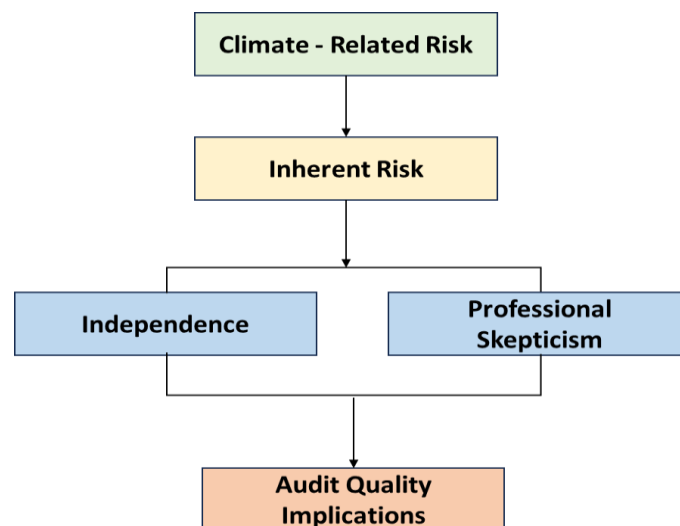 Climate - Related Risk
Inherent Risk
Independence
Professional
Skepticism
Audit Quality
Implications